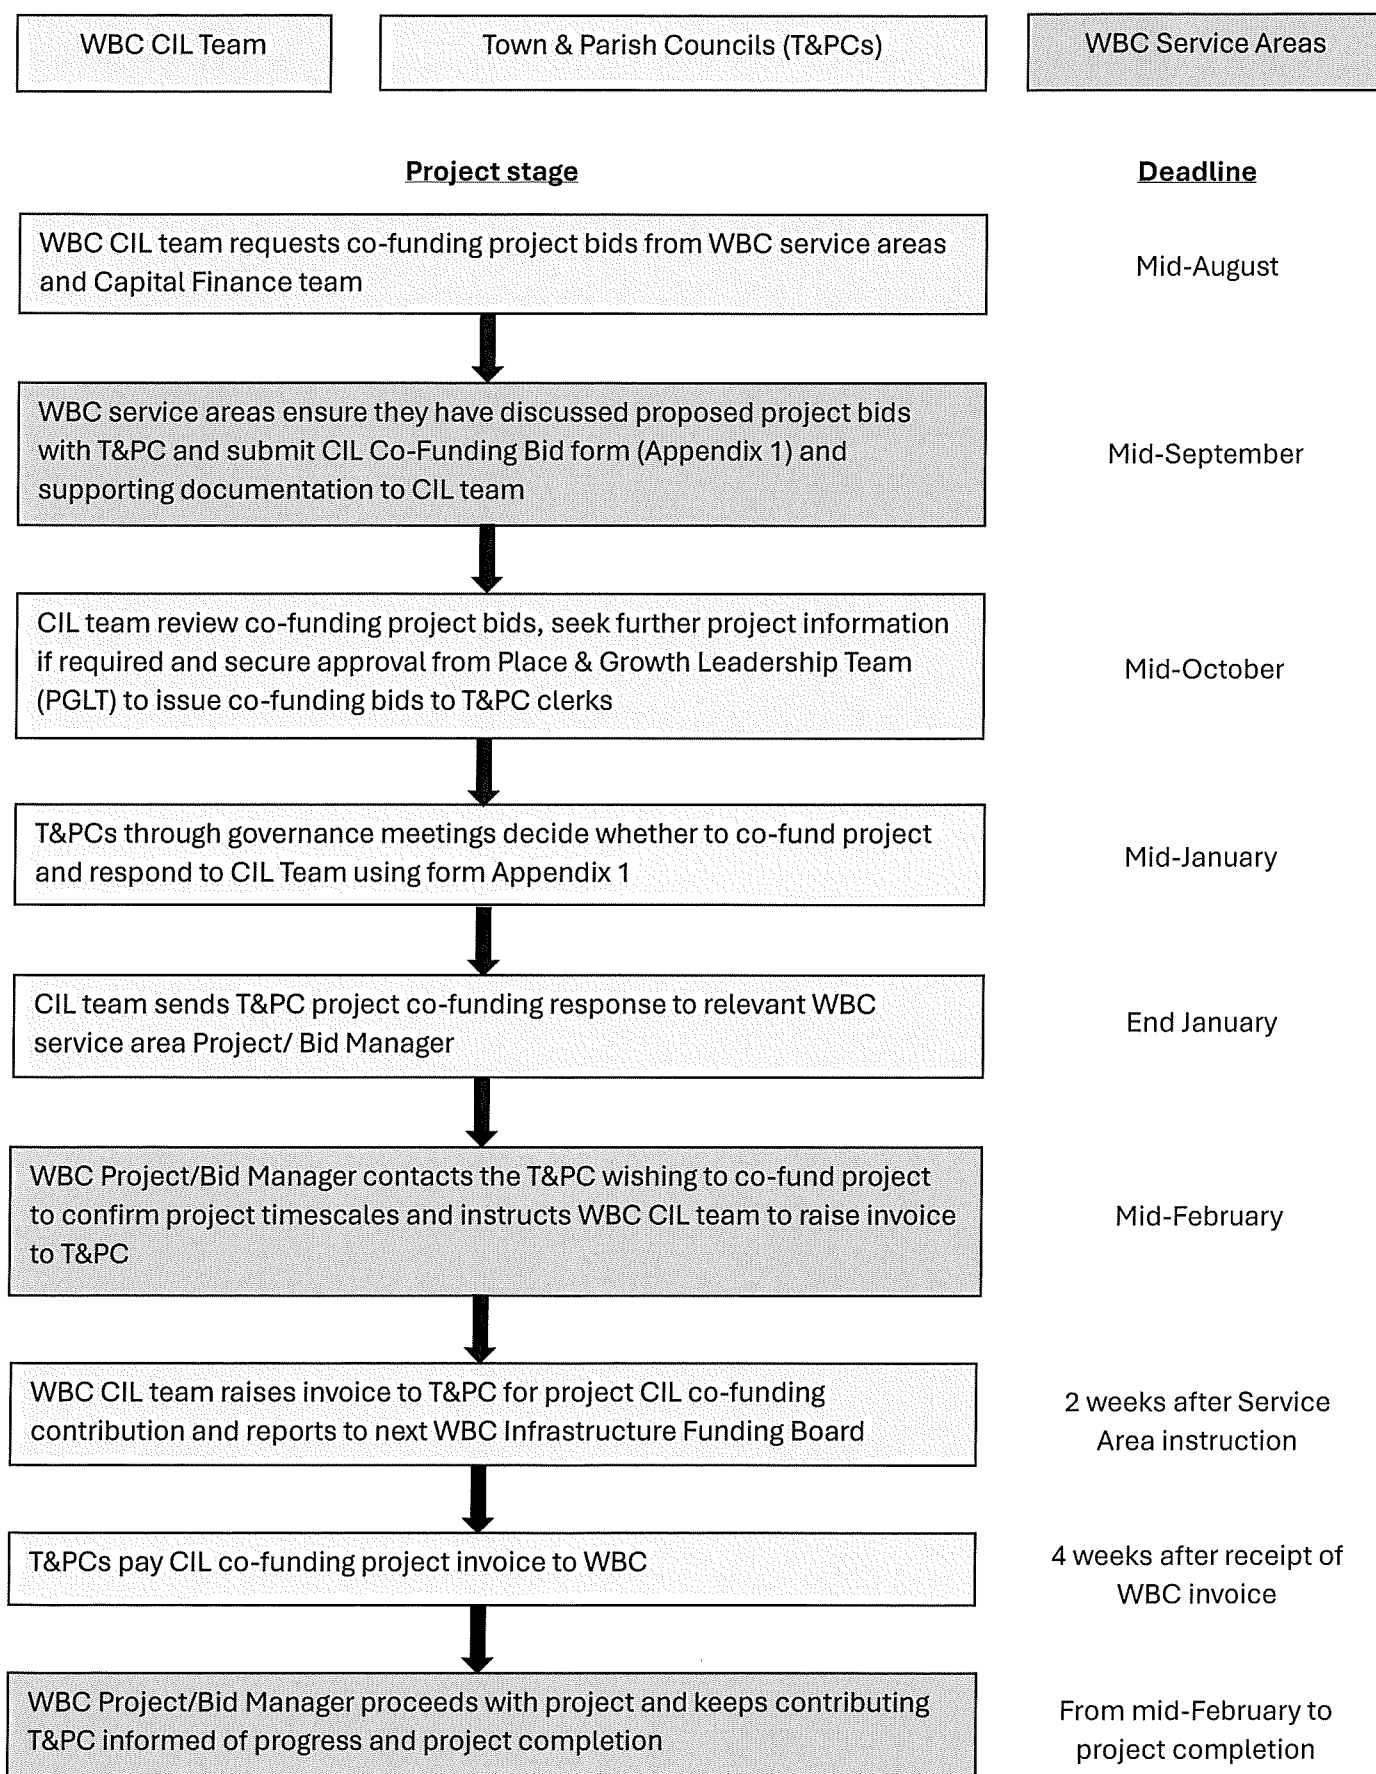 WBC CIL Team
Town & Parish Councils (T&PCs)
WBC Service Areas
Project stage
Deadline
WBC CIL team requests co-funding project bids from WBC service areas
and Capital Finance team
Mid-August
WBC service areas ensure they have discussed proposed project bids
with T&PC and submit CIL Co-Funding Bid form (Appendix 1) and
supporting documentation to CIL team
Mid-September
CIL team review co-funding project bids, seek further project information
if required and secure approval from Place & Growth Leadership Team
(PGLT) to issue co-funding bids to T&PC clerks
Mid-October
T&PCs through governance meetings decide whether to co-fund project
and respond to CIL Team using form Appendix 1
Mid-January
CIL team sends T&PC project co-funding response to relevant WBC
service area Project/ Bid Manager
End January
WBC Project/Bid Manager contacts the T&PC wishing to co-fund project
to confirm project timescales and instructs WBC CIL team to raise invoice
to T&PC
Mid-February
WBC CIL team raises invoice to T&PC for project CIL co-funding
contribution and reports to next WBC Infrastructure Funding Board
2 weeks after Service
Area instruction
T&PCs pay CIL co-funding project invoice to WBC
4 weeks after receipt of
WBC invoice
WBC Project/Bid Manager proceeds with project and keeps contributing
T&PC informed of progress and project completion
From mid-February to
project completion